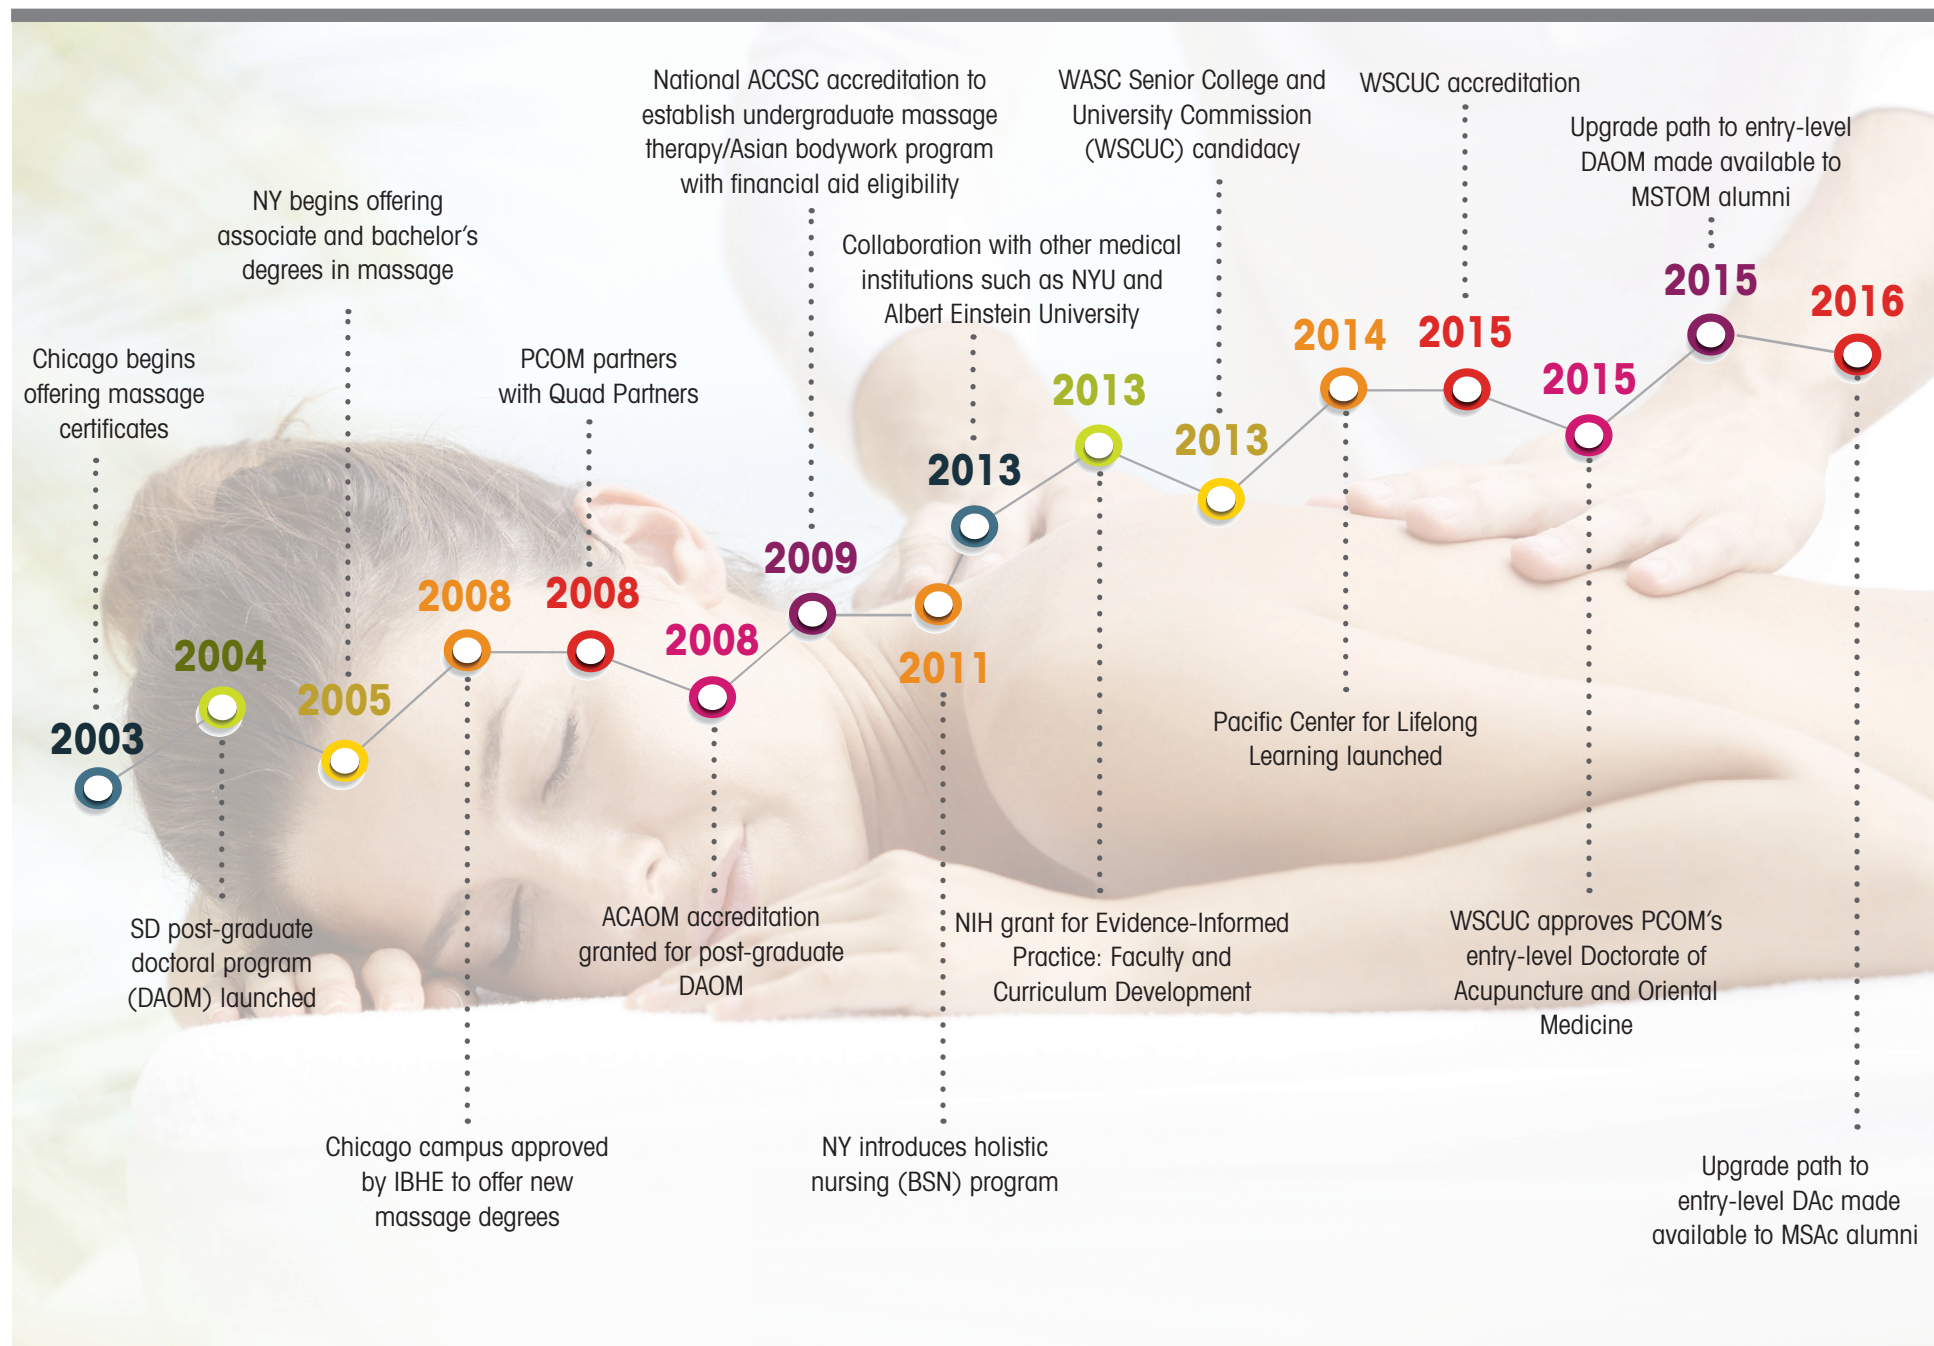 Chicago begins
offering massage
certificates
2003
2004
SD post-graduate
doctoral program
(DAOM) launched
NY begins offering
associate and bachelor’s
degrees in massage
2005
2008
Chicago campus approved
by IBHE to offer new
massage degrees
PCOM partners
with Quad Partners
2008
2008
ACAOM accreditation
granted for post-graduate
DAOM
National ACCSC accreditation to
establish undergraduate massage
therapy/Asian bodywork program
with financial aid eligibility
2009
2011
NY introduces holistic
nursing (BSN) program
Collaboration with other medical
institutions such as NYU and
Albert Einstein University
2013
2013
NIH grant for Evidence-Informed
Practice: Faculty and
Curriculum Development
WASC Senior College and
University Commission
(WSCUC) candidacy
2013
2014
Pacific Center for Lifelong
Learning launched
WSCUC accreditation
2015
2015
WSCUC approves PCOM’s
entry-level Doctorate of
Acupuncture and Oriental
Medicine
Upgrade path to entry-level
DAOM made available to
MSTOM alumni
2015
2016
Upgrade path to
entry-level DAc made
available to MSAc alumni